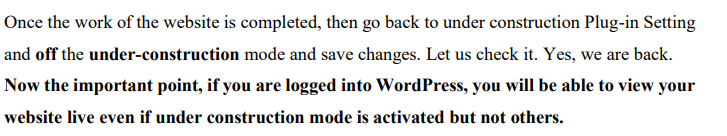 Once the work of the website is completed, then go back to under construction Plug-in Setting
and off the under-construction mode and save changes. Let us check it. Yes, we are back.
Now the important point, if you are logged into WordPress, you will be able to view your
website live even if under construction mode is activated but not others.